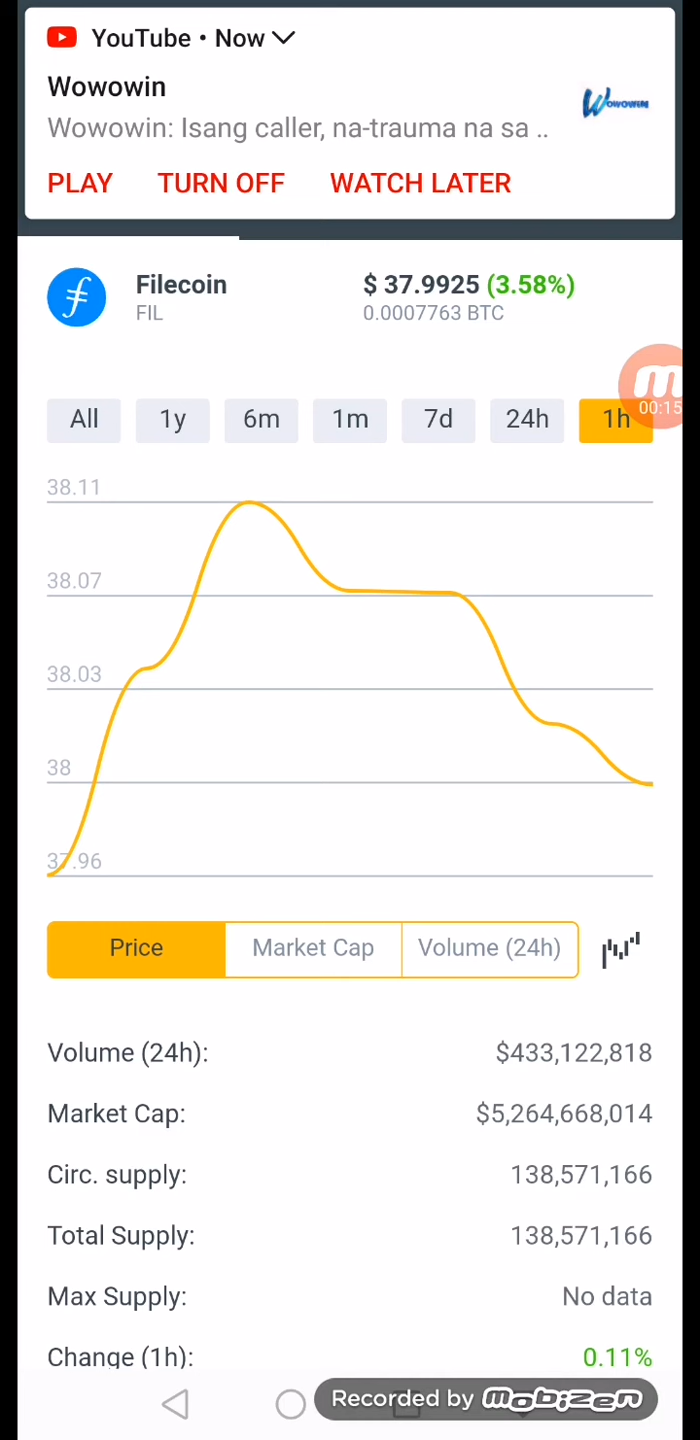 YouTube • Now
Wowowin
Wowowin: Isang caller, na-trauma na sa ..
Wowowin
PLAY TURN OFF WATCH LATER
Filecoin $ 37.9925 (3.58%)
FIL 0.0007763 BTC
00:15
All 1y 6m 1m 7d 24h 1h
38.11
38.07
38.03
38
37.96
Price Market Cap Volume (24h)
Volume (24h): $433,122,818
Market Cap: $5,264,668,014
Circ. supply: 138,571,166
Total Supply: 138,571,166
Max Supply: No data
Change (1h): 0.11%
Recorded by mobizen